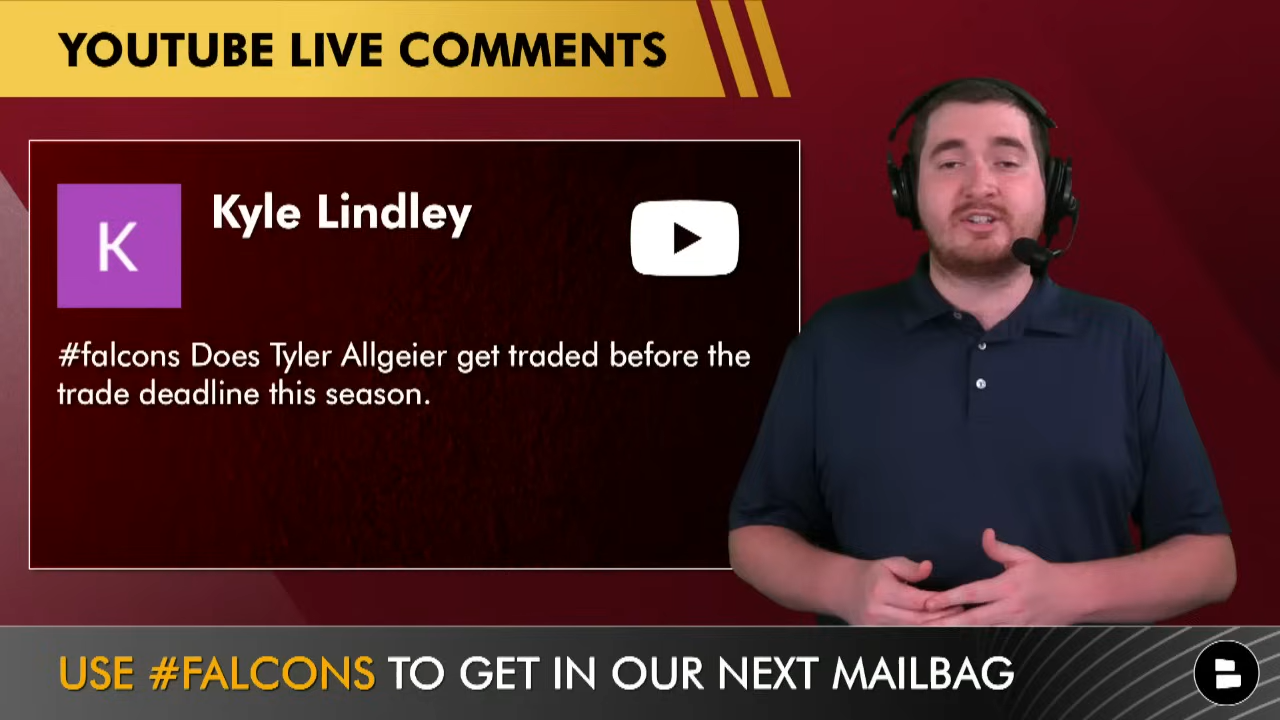 YOUTUBE LIVE COMMENTS
K
Kyle Lindley
#falcons Does Tyler Allgeier get traded before the
trade deadline this season.
USE #FALCONS TO GET IN OUR NEXT MAILBAG